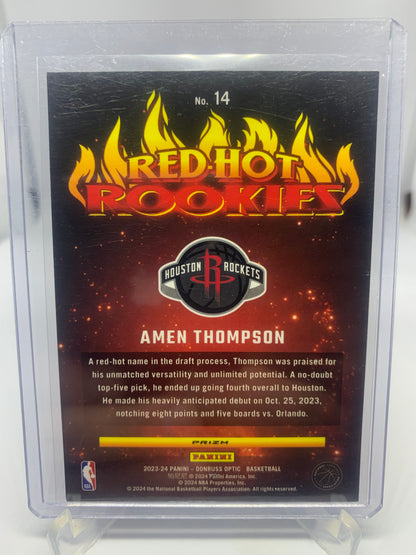 No. 14
RED HOT
ROOKIES
HOUSTON R ROCKETS
AMEN THOMPSON
A red-hot name in the draft process, Thompson was praised for
his unmatched versatility and unlimited potential. A no-doubt
top-five pick, he ended up going fourth overall to Houston.
He made his heavily anticipated debut on Oct. 25, 2023,
notching eight points and five boards vs. Orlando.
PRIZM
PANINI
2023-24 PANINI - DONRUSS OPTIC BASKETBALL
© 2024 Panini America, Inc.
© 2024 NBA Properties, Inc.
© 2024 the National Basketball Players Association. All rights reserved.
NBA